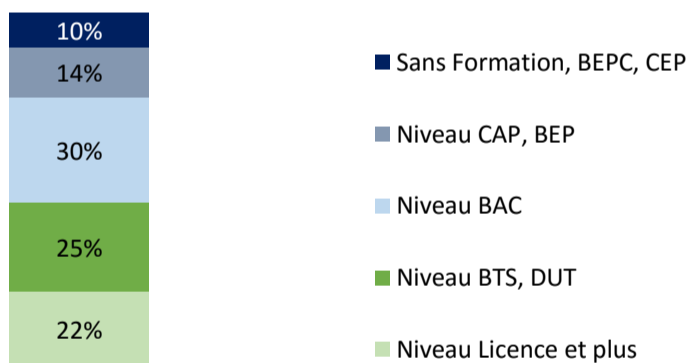 10%
14%
30%
25%
22%
Sans Formation, BEPC, CEP
Niveau CAP, BEP
Niveau BAC
Niveau BTS, DUT
Niveau Licence et plus